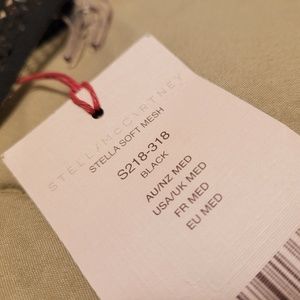 STELLA McCARTNEY
STELLA SOFT MESH
S218-318
BLACK
AU/NZ MED
USA/UK MED
FR MED
EU MED